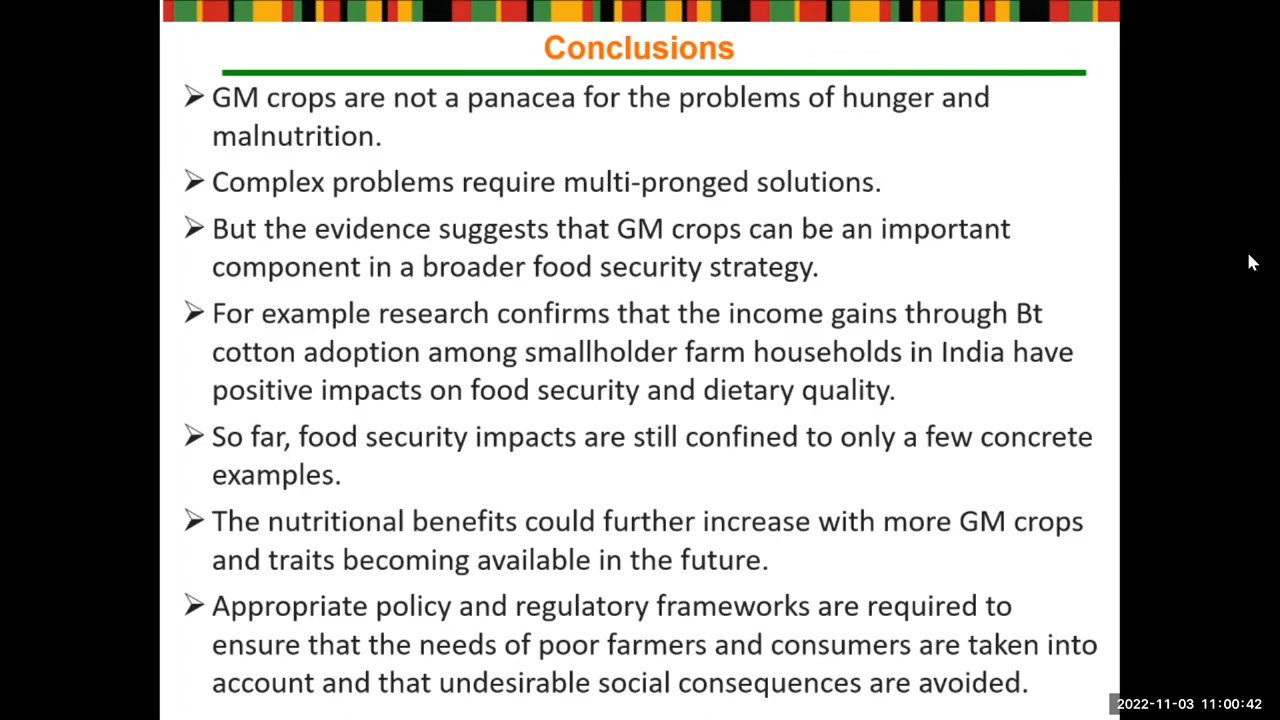 Conclusions
➢ GM crops are not a panacea for the problems of hunger and
malnutrition.
➢ Complex problems require multi-pronged solutions.
➢ But the evidence suggests that GM crops can be an important
component in a broader food security strategy.
➢ For example research confirms that the income gains through Bt
cotton adoption among smallholder farm households in India have
positive impacts on food security and dietary quality.
➢ So far, food security impacts are still confined to only a few concrete
examples.
➢ The nutritional benefits could further increase with more GM crops
and traits becoming available in the future.
➢ Appropriate policy and regulatory frameworks are required to
ensure that the needs of poor farmers and consumers are taken into
account and that undesirable social consequences are avoided.
2022-11-03 11:00:42